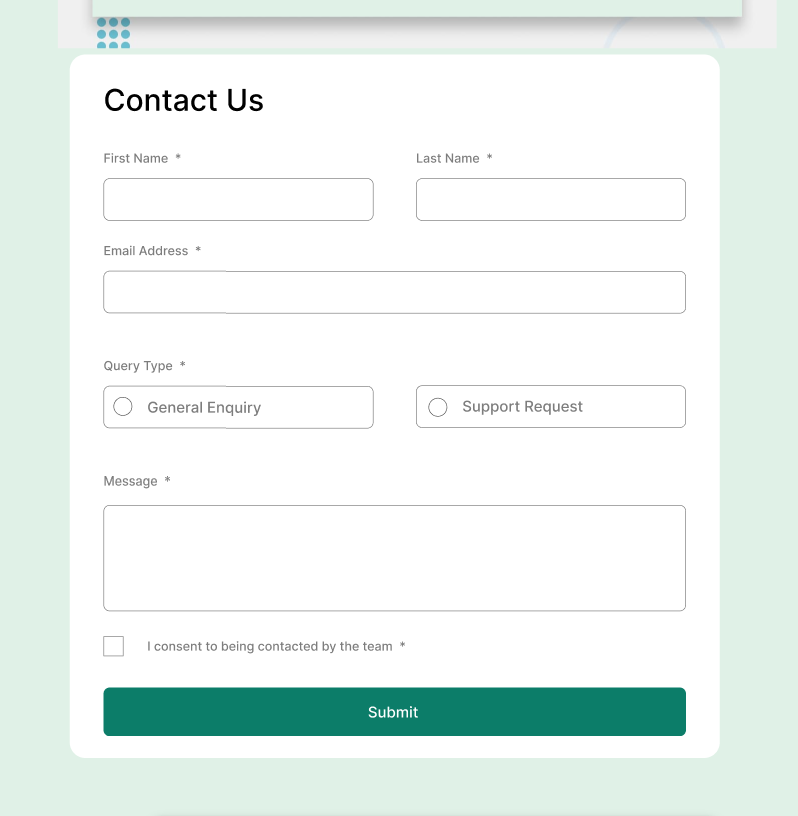 Contact Us
First Name *
Last Name *
Email Address *
Query Type *
General Enquiry
Support Request
Message *
I consent to being contacted by the team *
Submit